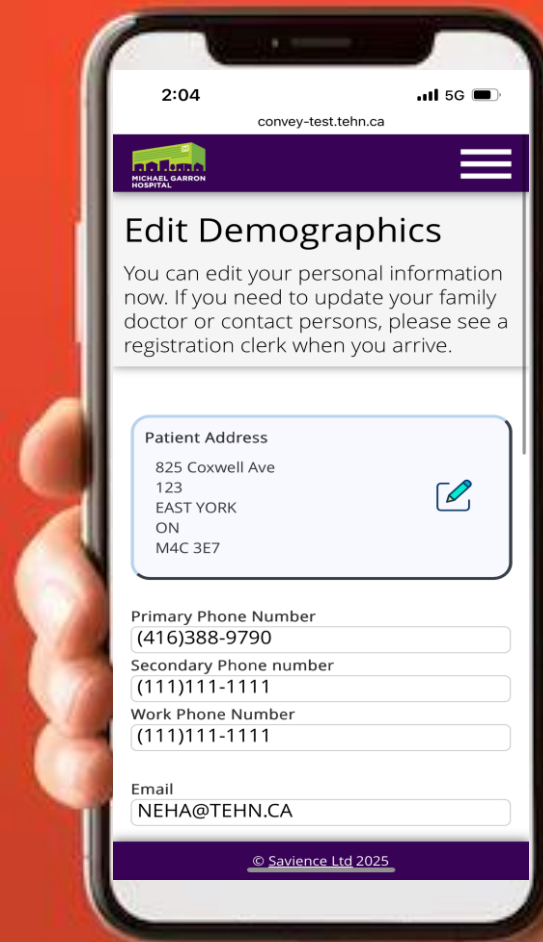 2:04
5G
convey-test.tehn.ca
MICHAEL GARRON
HOSPITAL
Edit Demographics
You can edit your personal information
now. If you need to update your family
doctor or contact persons, please see a
registration clerk when you arrive.
Patient Address
825 Coxwell Ave
123
EAST YORK
ON
M4C 3E7
Primary Phone Number
(416)388-9790
Secondary Phone number
(111)111-1111
Work Phone Number
(111)111-1111
Email
NEHA@TEHN.CA
© Savience Ltd 2025